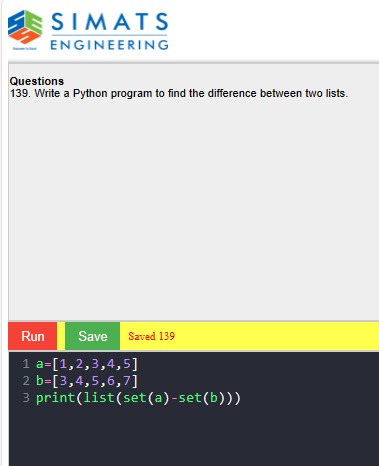 SIMATS
ENGINEERING
Questions
139. Write a Python program to find the difference between two lists.
Run Save Saved 139
1 a=[1,2,3,4,5]
2 b=[3,4,5,6,7]
3 print(list(set(a)-set(b)))